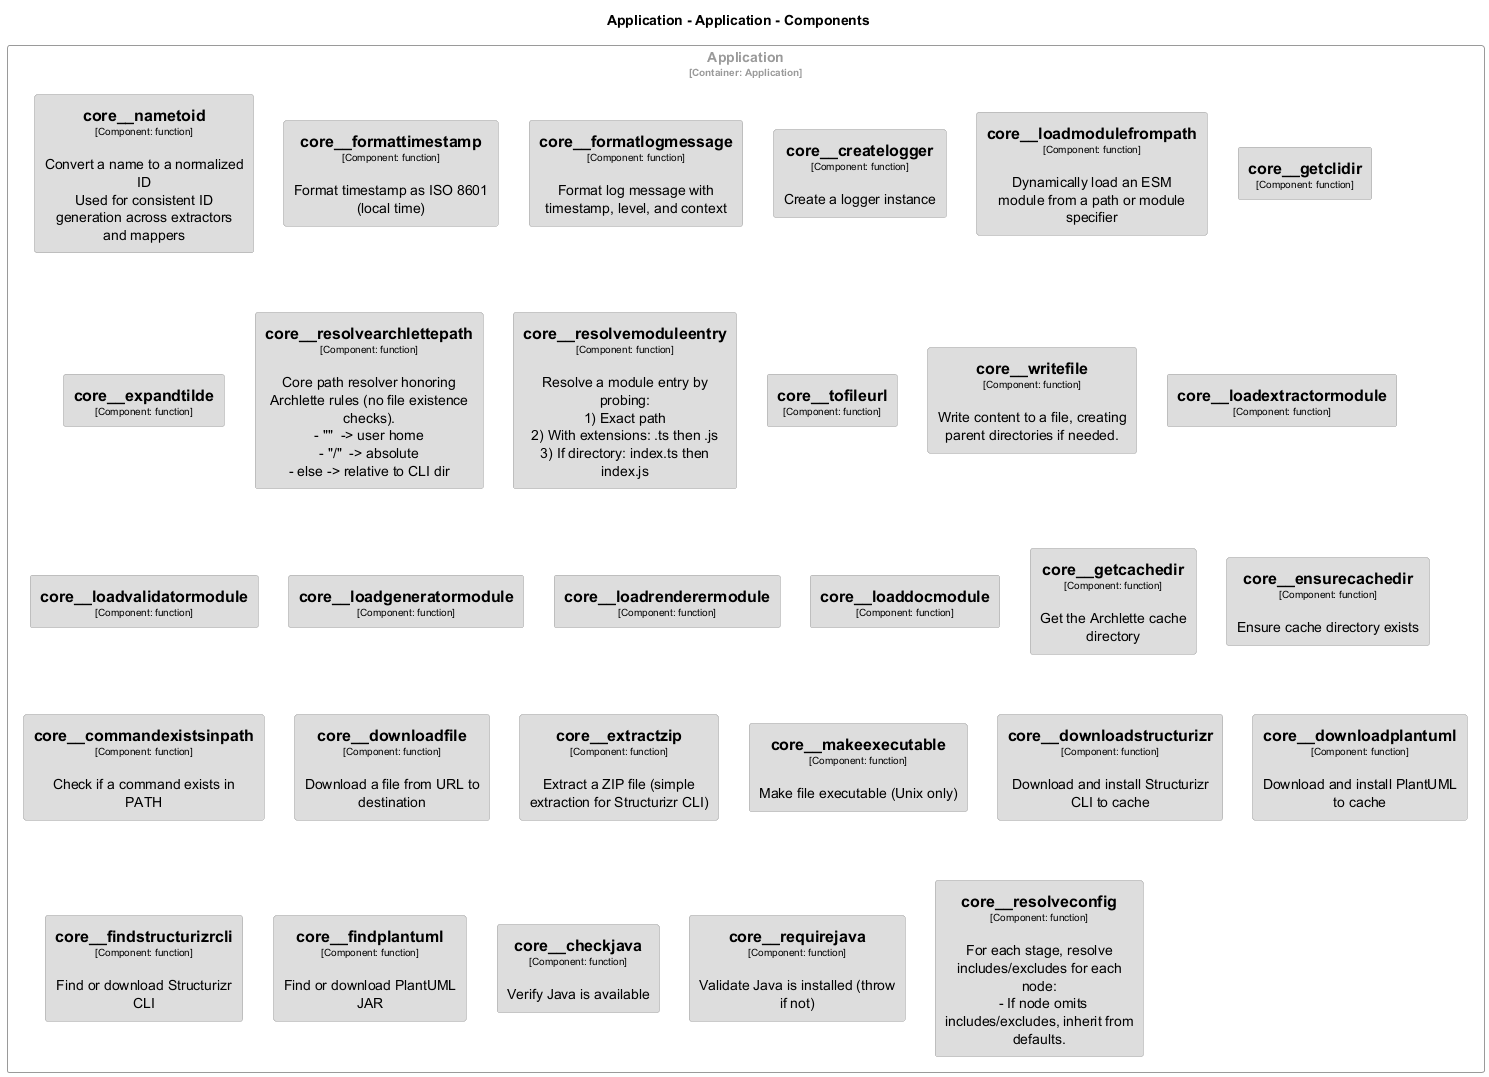 Application - Application - Components
Application
[Container: Application]
core__nametoid
[Component: function]
Convert a name to a normalized
ID
Used for consistent ID
generation across extractors
and mappers
core__formattimestamp
[Component: function]
Format timestamp as ISO 8601
(local time)
core__formatlogmessage
[Component: function]
Format log message with
timestamp, level, and context
core__createlogger
[Component: function]
Create a logger instance
core__loadmodulefrompath
[Component: function]
Dynamically load an ESM
module from a path or module
specifier
core__getclidir
[Component: function]
core__expandtilde
[Component: function]
core__resolvearchlettepath
[Component: function]
Core path resolver honoring
Archlette rules (no file existence
checks).
- "" -> user home
- "/" -> absolute
- else -> relative to CLI dir
core__resolvemoduleentry
[Component: function]
Resolve a module entry by
probing:
1) Exact path
2) With extensions: .ts then .js
3) If directory: index.ts then
index.js
core__tofileurl
[Component: function]
core__writefile
[Component: function]
Write content to a file, creating
parent directories if needed.
core__loadextractormodule
[Component: function]
core__loadvalidatormodule
[Component: function]
core__loadgeneratormodule
[Component: function]
core__loadrenderermodule
[Component: function]
core__loaddocmodule
[Component: function]
core__getcachedir
[Component: function]
Get the Archlette cache
directory
core__ensurecachedir
[Component: function]
Ensure cache directory exists
core__commandexistsinpath
[Component: function]
Check if a command exists in
PATH
core__downloadfile
[Component: function]
Download a file from URL to
destination
core__extractzip
[Component: function]
Extract a ZIP file (simple
extraction for Structurizr CLI)
core__makeexecutable
[Component: function]
Make file executable (Unix only)
core__downloadstructurizr
[Component: function]
Download and install Structurizr
CLI to cache
core__downloadplantuml
[Component: function]
Download and install PlantUML
to cache
core__findstructurizrcli
[Component: function]
Find or download Structurizr
CLI
core__findplantuml
[Component: function]
Find or download PlantUML
JAR
core__checkjava
[Component: function]
Verify Java is available
core__requirejava
[Component: function]
Validate Java is installed (throw
if not)
core__resolveconfig
[Component: function]
For each stage, resolve
includes/excludes for each
node:
- If node omits
includes/excludes, inherit from
defaults.